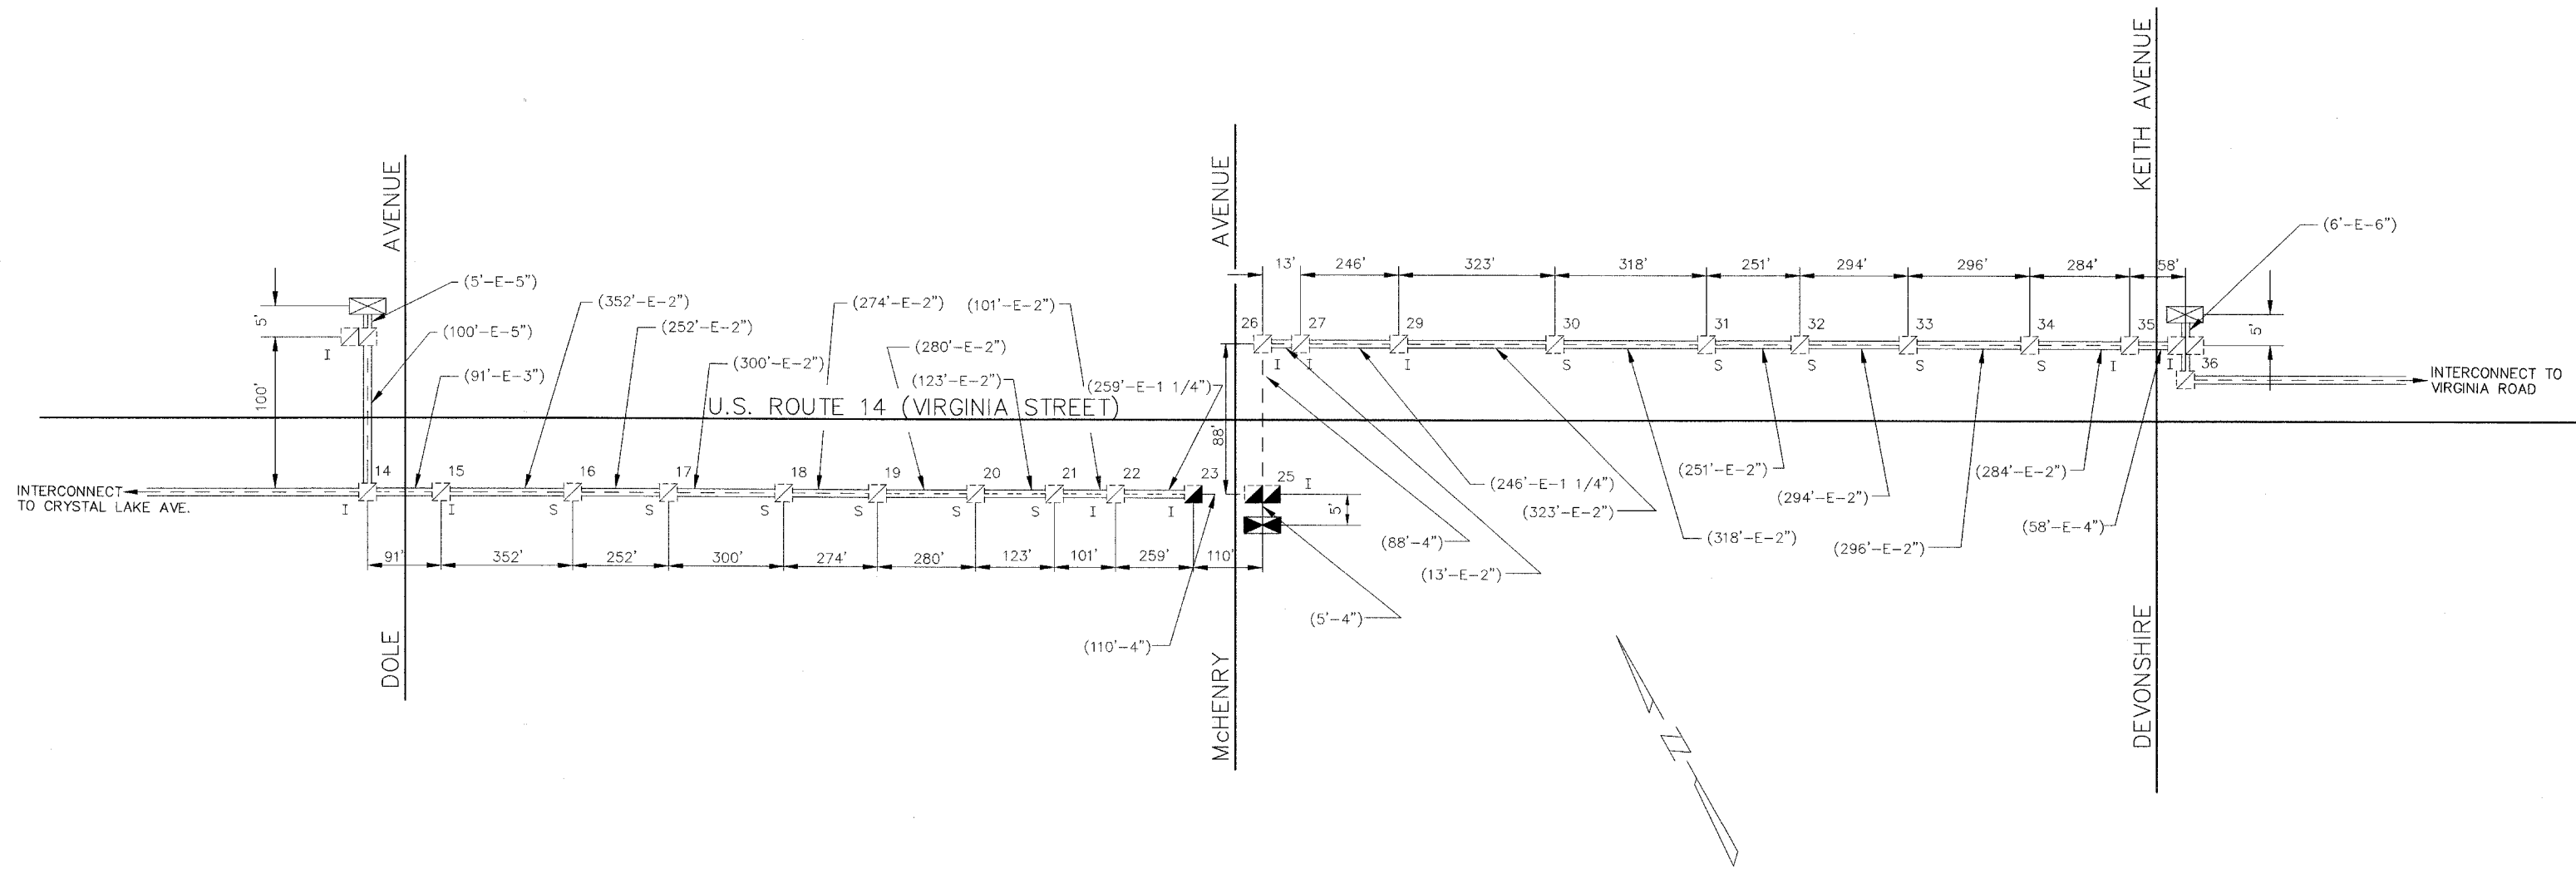 KEITH AVENUE
AVENUE
AVENUE
(6'-E-6")
13' 246' 323' 318' 251' 294' 296' 284' 58'
(5'-E-5")
(352'-E-2") (274'-E-2") (101'-E-2")
5'
(100'-E-5") (252'-E-2")
26 27 29 30 31 32 33 34 35
5'
(280'-E-2")
I
I I I S S S S S I I 36
(300'-E-2")
(91'-E-3") (123'-E-2") (259'-E-1 1/4")
INTERCONNECT TO
VIRGINIA ROAD
100'
U.S. ROUTE 14 (VIRGINIA STREET)
88'
14 15 16 17 18 19 20 21 22 23 25 I
(251'-E-2") (284'-E-2")
(246'-E-1 1/4") (294'-E-2")
INTERCONNECT
TO CRYSTAL LAKE AVE.
I I S S S S S S I I
5'
(323'-E-2")
(58'-E-4")
(88'-4") (318'-E-2") (296'-E-2")
91' 352' 252' 300' 274' 280' 123' 101' 259' 110'
(13'-E-2")
(5'-4")
(110'-4")
DOLE
McHENRY
DEVONSHIRE
N